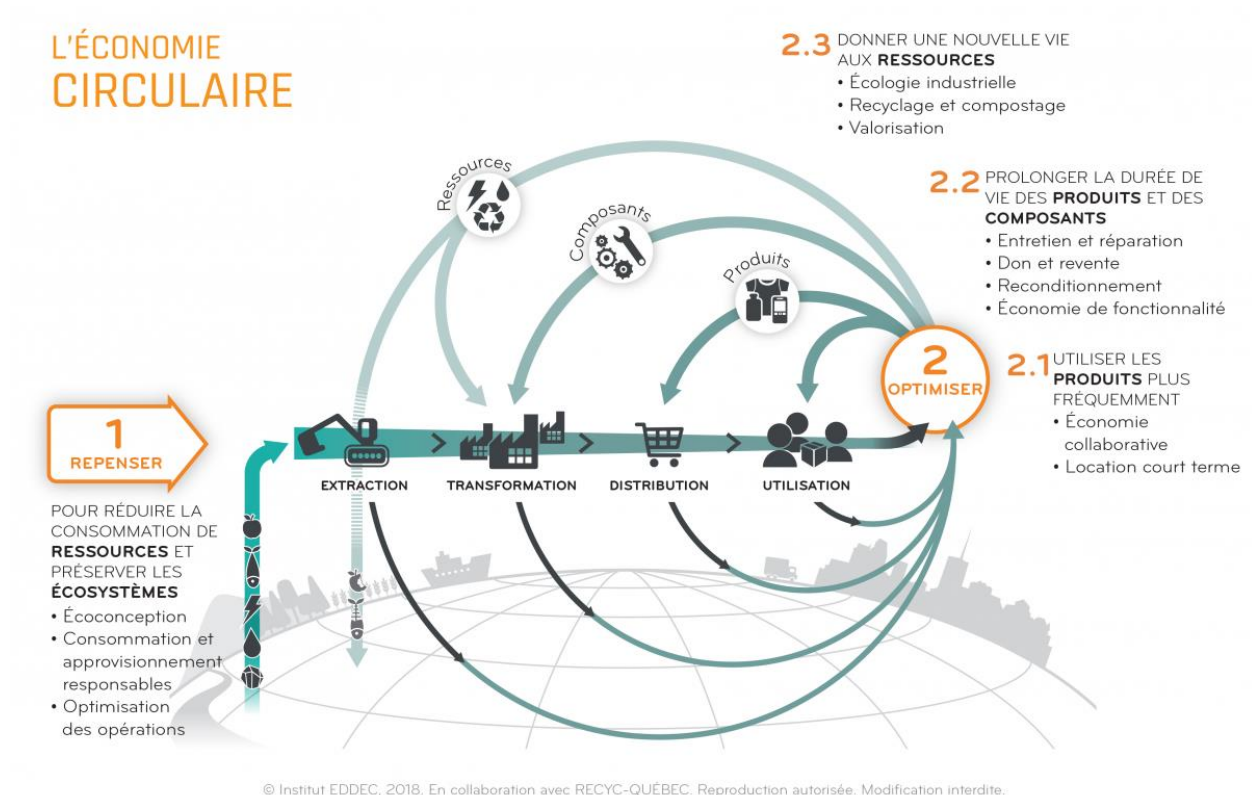 L'ÉCONOMIE
CIRCULAIRE
2.3 DONNER UNE NOUVELLE VIE
AUX RESSOURCES
• Écologie industrielle
• Recyclage et compostage
• Valorisation
2.2 PROLONGER LA DURÉE DE
VIE DES PRODUITS ET DES
COMPOSANTS
• Entretien et réparation
• Don et revente
• Reconditionnement
• Économie de fonctionnalité
Ressources
Composants
Produits
2
OPTIMISER
2.1 UTILISER LES
PRODUITS PLUS
FRÉQUEMMENT
• Économie
collaborative
• Location court terme
1
REPENSER
POUR RÉDUIRE LA
CONSOMMATION DE
RESSOURCES ET
PRÉSERVER LES
ÉCOSYSTÈMES
• Écoconception
• Consommation et
approvisionnement
responsables
• Optimisation
des opérations
EXTRACTION
TRANSFORMATION
DISTRIBUTION
UTILISATION
© Institut EDDEC, 2018. En collaboration avec RECYC-QUÉBEC. Reproduction autorisée. Modification interdite.